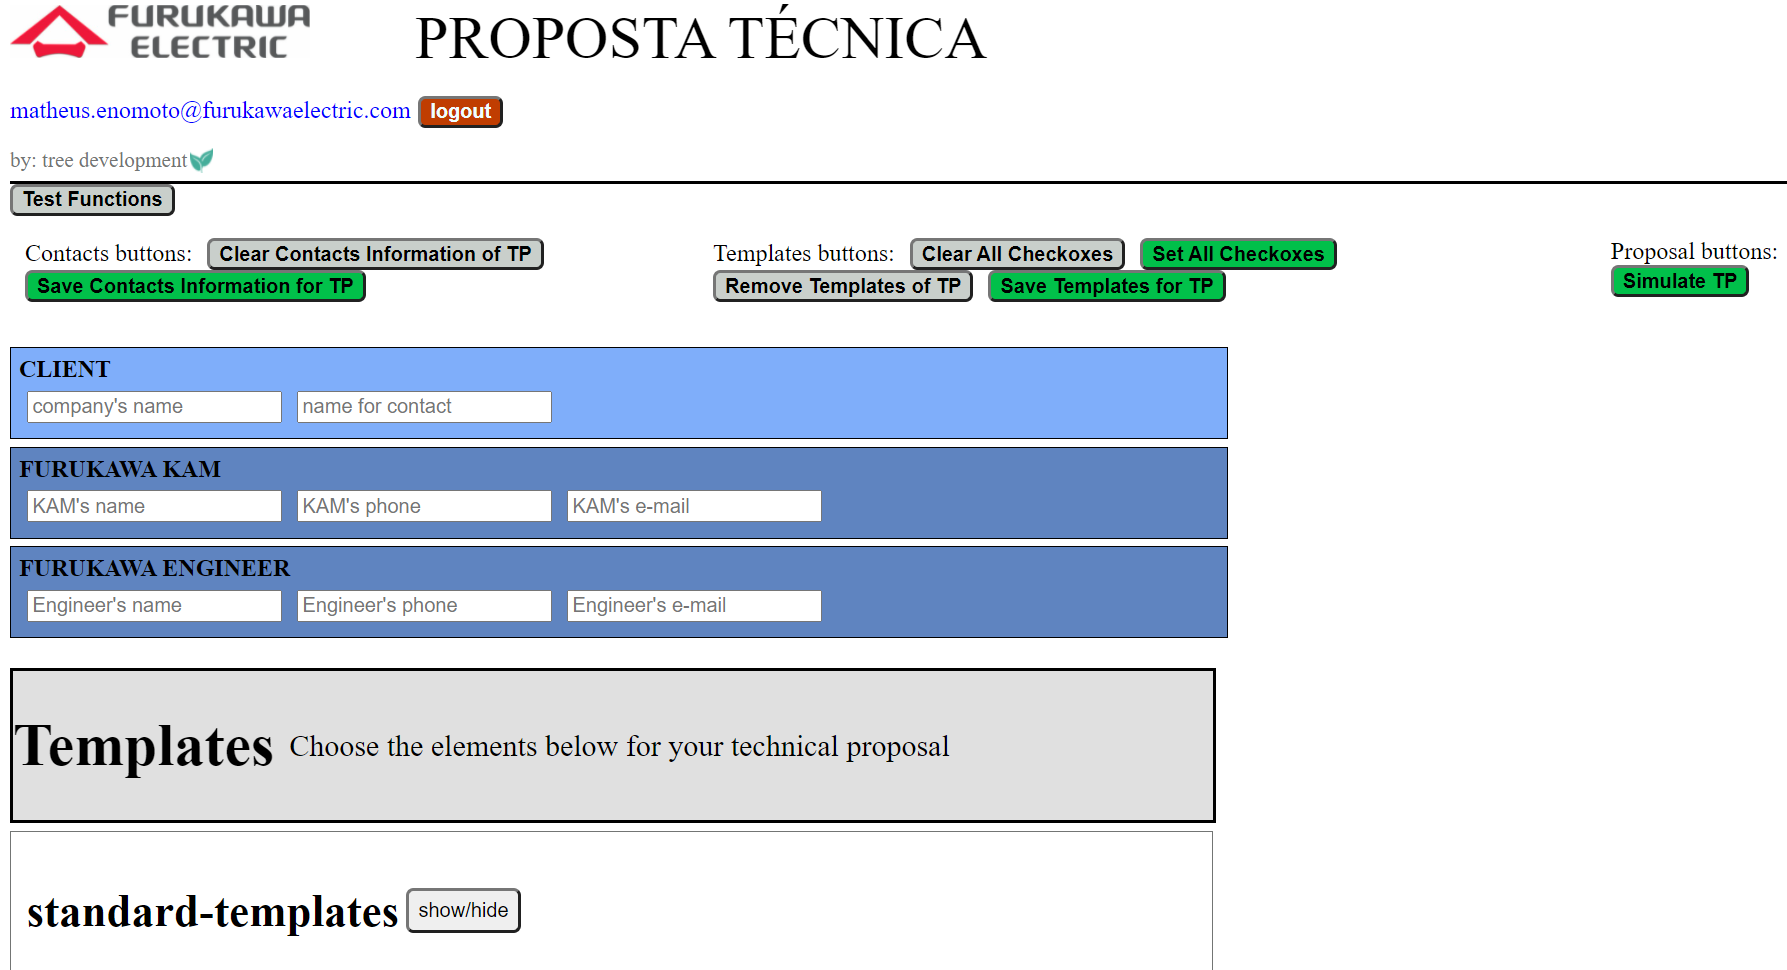 FURUKAWA
ELECTRIC
PROPOSTA TÉCNICA
matheus.enomoto@furukawaelectric.com logout
by: tree development
Test Functions
Contacts buttons: Clear Contacts Information of TP
Save Contacts Information for TP
Templates buttons: Clear All Checkoxes Set All Checkoxes
Remove Templates of TP Save Templates for TP
Proposal buttons:
Simulate TP
CLIENT
company's name name for contact
FURUKAWA KAM
KAM's name KAM's phone KAM's e-mail
FURUKAWA ENGINEER
Engineer's name Engineer's phone Engineer's e-mail
Templates Choose the elements below for your technical proposal
standard-templates show/hide